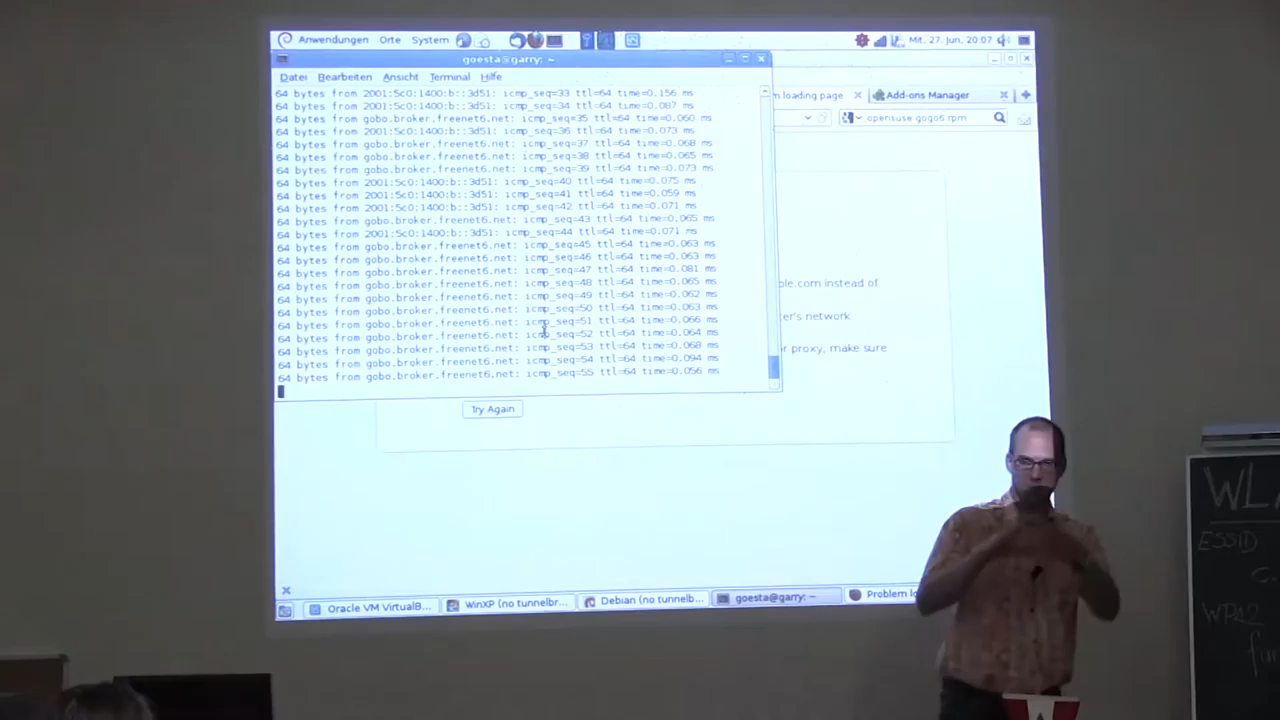 Anwendungen Orte System
Mit. 27. Jun, 20:07
goesta@garry: ~
Datei Bearbeiten Ansicht Terminal Hilfe
64 bytes from 2001:5c0:1400:b::3d51: icmp_seq=33 ttl=64 time=0.156 ms
64 bytes from 2001:5c0:1400:b::3d51: icmp_seq=34 ttl=64 time=0.087 ms
64 bytes from gobo.broker.freenet6.net: icmp_seq=35 ttl=64 time=0.060 ms
64 bytes from 2001:5c0:1400:b::3d51: icmp_seq=36 ttl=64 time=0.073 ms
64 bytes from gobo.broker.freenet6.net: icmp_seq=37 ttl=64 time=0.068 ms
64 bytes from gobo.broker.freenet6.net: icmp_seq=38 ttl=64 time=0.065 ms
64 bytes from gobo.broker.freenet6.net: icmp_seq=39 ttl=64 time=0.073 ms
64 bytes from 2001:5c0:1400:b::3d51: icmp_seq=40 ttl=64 time=0.075 ms
64 bytes from 2001:5c0:1400:b::3d51: icmp_seq=41 ttl=64 time=0.059 ms
64 bytes from 2001:5c0:1400:b::3d51: icmp_seq=42 ttl=64 time=0.071 ms
64 bytes from gobo.broker.freenet6.net: icmp_seq=43 ttl=64 time=0.065 ms
64 bytes from 2001:5c0:1400:b::3d51: icmp_seq=44 ttl=64 time=0.071 ms
64 bytes from gobo.broker.freenet6.net: icmp_seq=45 ttl=64 time=0.063 ms
64 bytes from gobo.broker.freenet6.net: icmp_seq=46 ttl=64 time=0.063 ms
64 bytes from gobo.broker.freenet6.net: icmp_seq=47 ttl=64 time=0.081 ms
64 bytes from gobo.broker.freenet6.net: icmp_seq=48 ttl=64 time=0.065 ms
64 bytes from gobo.broker.freenet6.net: icmp_seq=49 ttl=64 time=0.062 ms
64 bytes from gobo.broker.freenet6.net: icmp_seq=50 ttl=64 time=0.063 ms
64 bytes from gobo.broker.freenet6.net: icmp_seq=51 ttl=64 time=0.066 ms
64 bytes from gobo.broker.freenet6.net: icmp_seq=52 ttl=64 time=0.064 ms
64 bytes from gobo.broker.freenet6.net: icmp_seq=53 ttl=64 time=0.068 ms
64 bytes from gobo.broker.freenet6.net: icmp_seq=54 ttl=64 time=0.094 ms
64 bytes from gobo.broker.freenet6.net: icmp_seq=55 ttl=64 time=0.056 ms
m loading page
Add-ons Manager
opensuse gogo6 rpm
ple.com instead of
er's network
or proxy, make sure
Try Again
Oracle VM VirtualB...
WinXP (no tunnelbr...
Debian (no tunnelb...
goesta@garry: ~
Problem lo
WL
ESSID
WPA2